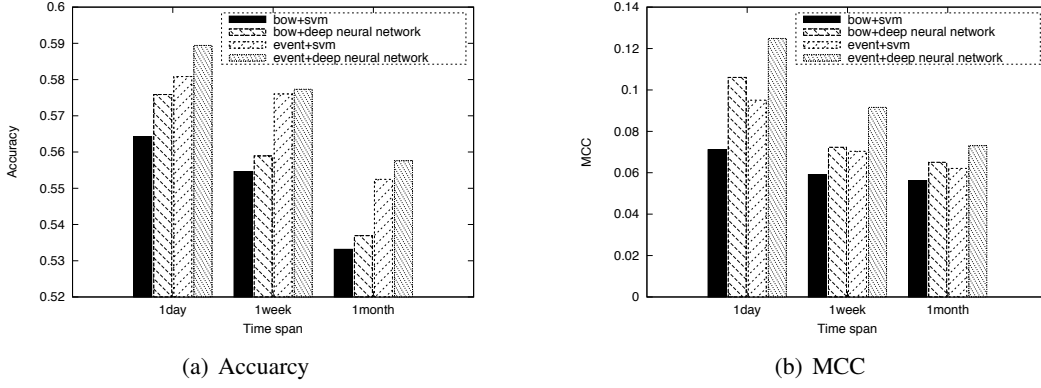 0.6
0.59
0.58
0.57
0.56
0.55
0.54
0.53
0.52
Accuracy
bow+svm
bow+deep neural network
event+svm
event+deep neural network
1day
1week
1month
Time span
(a) Accuarcy
0.14
0.12
0.1
0.08
0.06
0.04
0.02
0
MCC
bow+svm
bow+deep neural network
event+svm
event+deep neural network
1day
1week
1month
Time span
(b) MCC